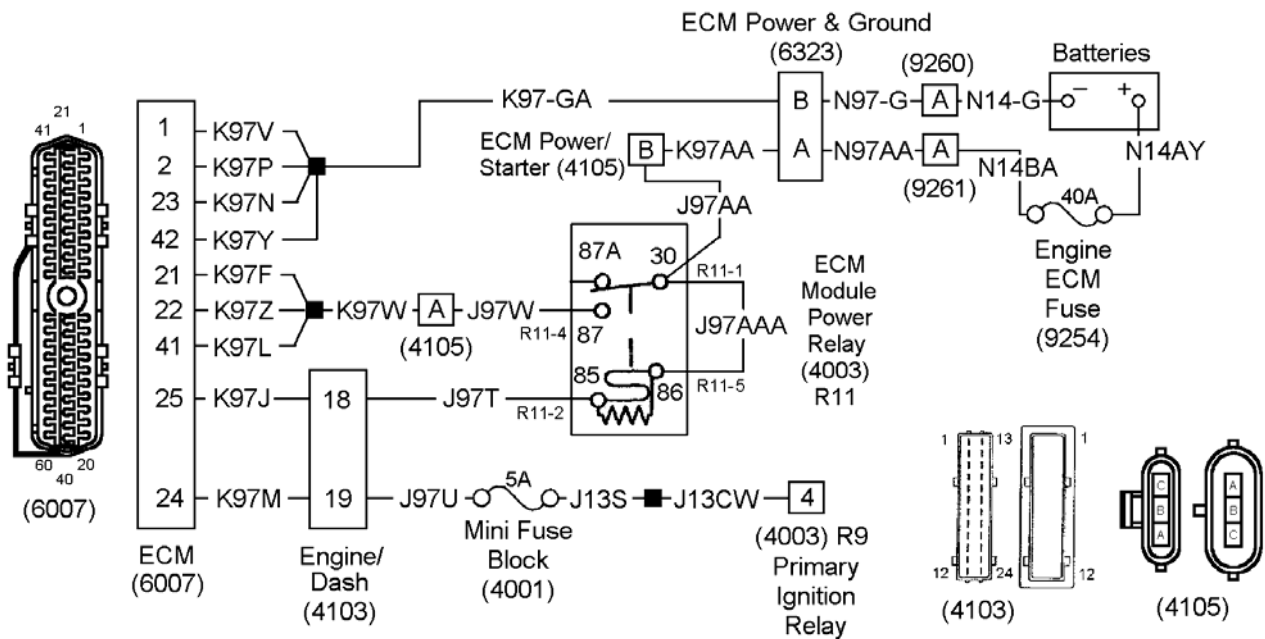 ECM Power & Ground
(6323)
(9260)
Batteries
21
41
1
1
K97V
K97-GA
B
N97-G
A
N14-G
−
+
ECM Power/
Starter (4105)
B
K97AA
A
N97AA
A
N14BA
N14AY
(9261)
2
K97P
23
K97N
42
K97Y
J97AA
40A
Engine
ECM
Fuse
(9254)
21
K97F
22
K97Z
K97W
A
J97W
41
K97L
(4105)
87A
30
R11-1
R11-4
87
J97AAA
85
86
R11-5
ECM
Module
Power
Relay
(4003)
R11
25
K97J
18
J97T
R11-2
24
K97M
19
J97U
5A
J13S
J13CW
4
Mini Fuse
Block
(4001)
(4003) R9
Primary
Ignition
Relay
60
20
40
(6007)
ECM
(6007)
Engine/
Dash
(4103)
1
13
1
12
24
12
(4103)
C
B
A
A
B
C
(4105)